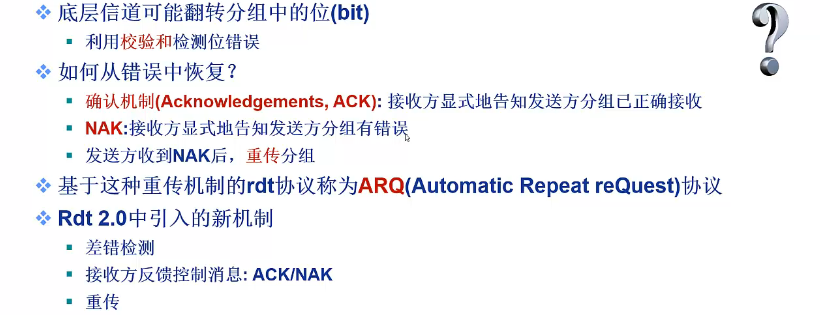 底层信道可能翻转分组中的位(bit)
利用校验和检测位错误
如何从错误中恢复？
确认机制(Acknowledgements, ACK): 接收方显式地告知发送方分组已正确接收
NAK:接收方显式地告知发送方分组有错误
发送方收到NAK后，重传分组
基于这种重传机制的rdt协议称为ARQ(Automatic Repeat reQuest)协议
Rdt 2.0中引入的新机制
差错检测
接收方反馈控制消息: ACK/NAK
重传